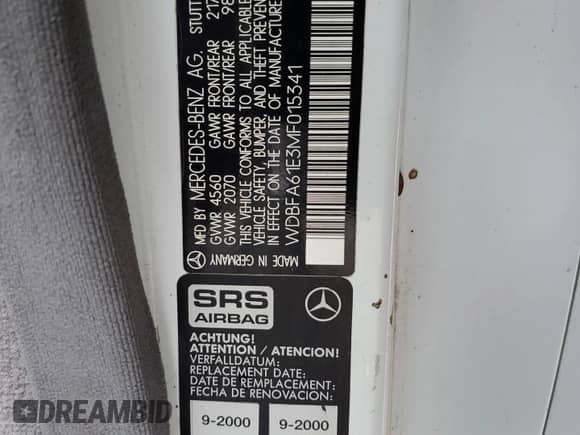 MFD BY MERCEDES-BENZ AG. STUTT
GVWR 4560 GAWR FRONT/REAR
GVWR 2070 GAWR FRONT/REAR 98
THIS VEHICLE CONFORMS TO ALL APPLICABLE
VEHICLE SAFETY, BUMPER, AND THEFT PREVEN
IN EFFECT ON THE DATE OF MANUFACTURE
WDBFA61E3MF015341
MADE IN GERMANY
SRS
AIRBAG
ACHTUNG!
ATTENTION / ATENCION!
VERFALLDATUM:
REPLACEMENT DATE:
DATE DE REMPLACEMENT:
FECHA DE RENOVACION:
9-2000 9-2000
DREAMBID